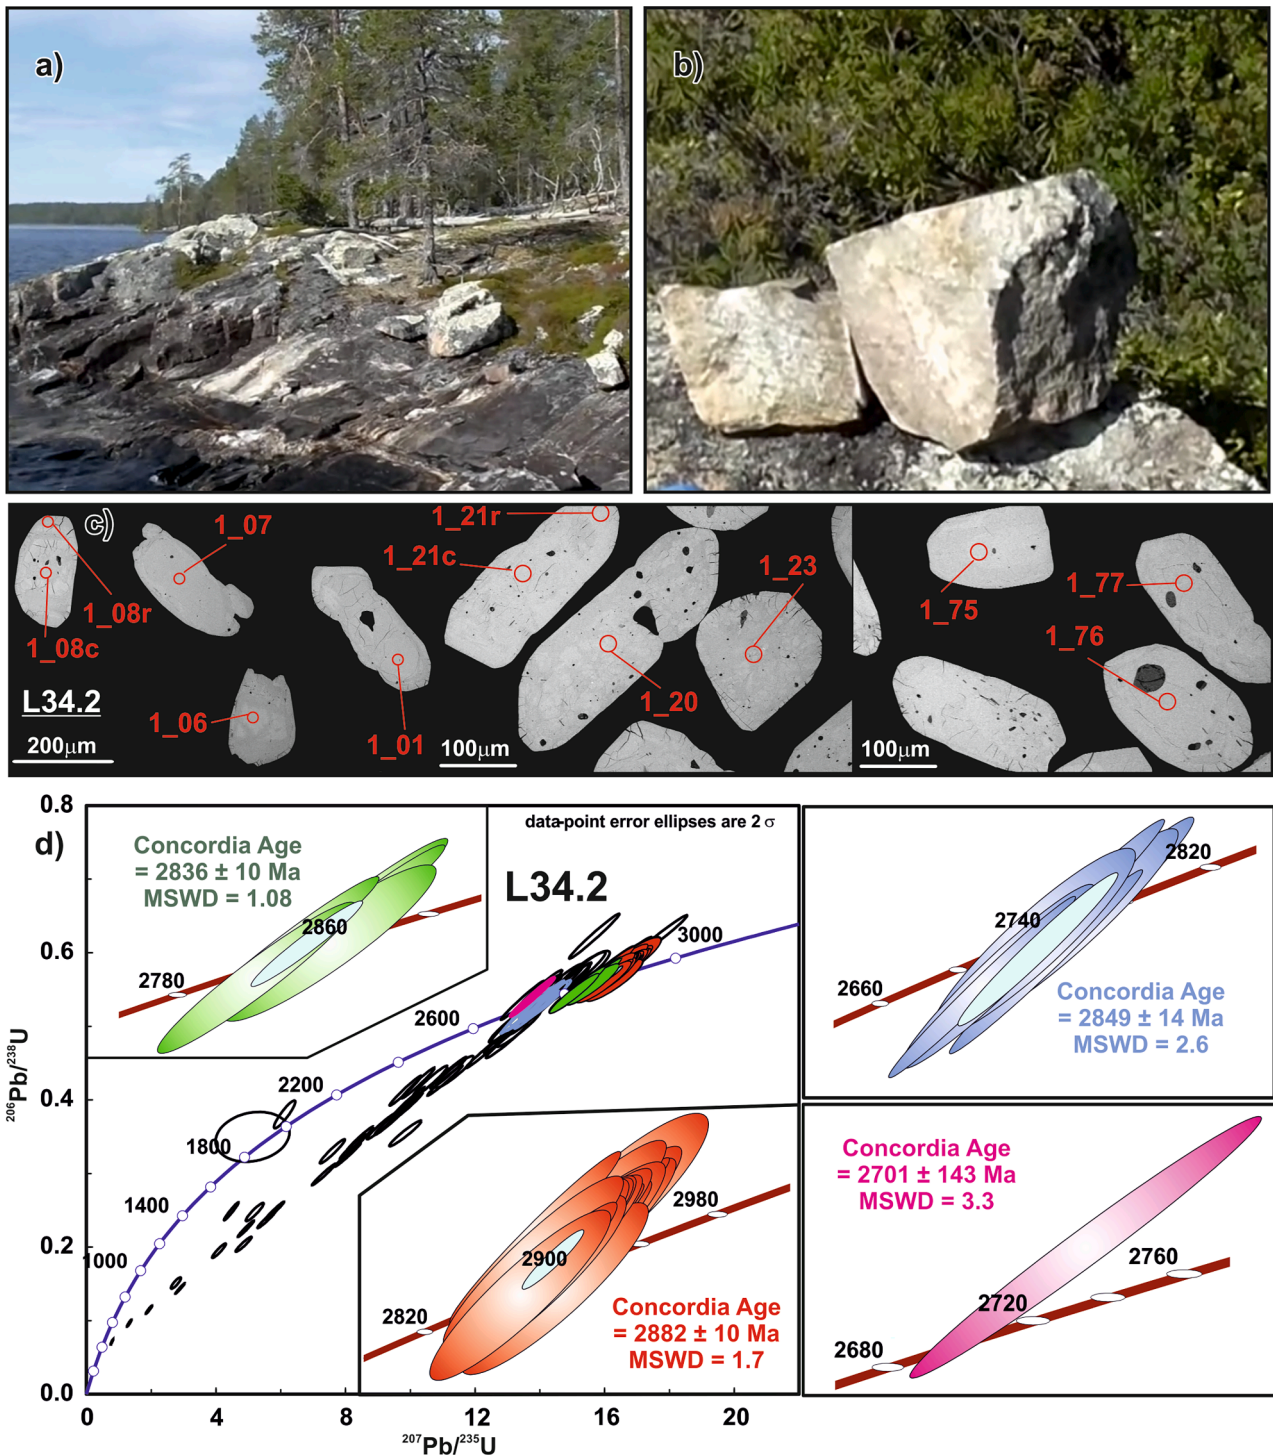 a)
b)
c)
1_07
1_21r
1_21c
1_23
1_08r
1_08c
1_75
1_77
1_76
L34.2
1_06
1_20
1_01
200μm
100μm
100μm
d)
0.8
0.6
0.4
0.2
0.0
²⁰⁶Pb/²³⁸U
0
4
8
12
16
20
²⁰⁷Pb/²³⁵U
data-point error ellipses are 2 σ
L34.2
1000
1400
1800
2200
2600
3000
Concordia Age
= 2836 ± 10 Ma
MSWD = 1.08
2780
2860
2820
2740
2660
Concordia Age
= 2849 ± 14 Ma
MSWD = 2.6
2980
2900
2820
Concordia Age
= 2882 ± 10 Ma
MSWD = 1.7
Concordia Age
= 2701 ± 143 Ma
MSWD = 3.3
2760
2720
2680